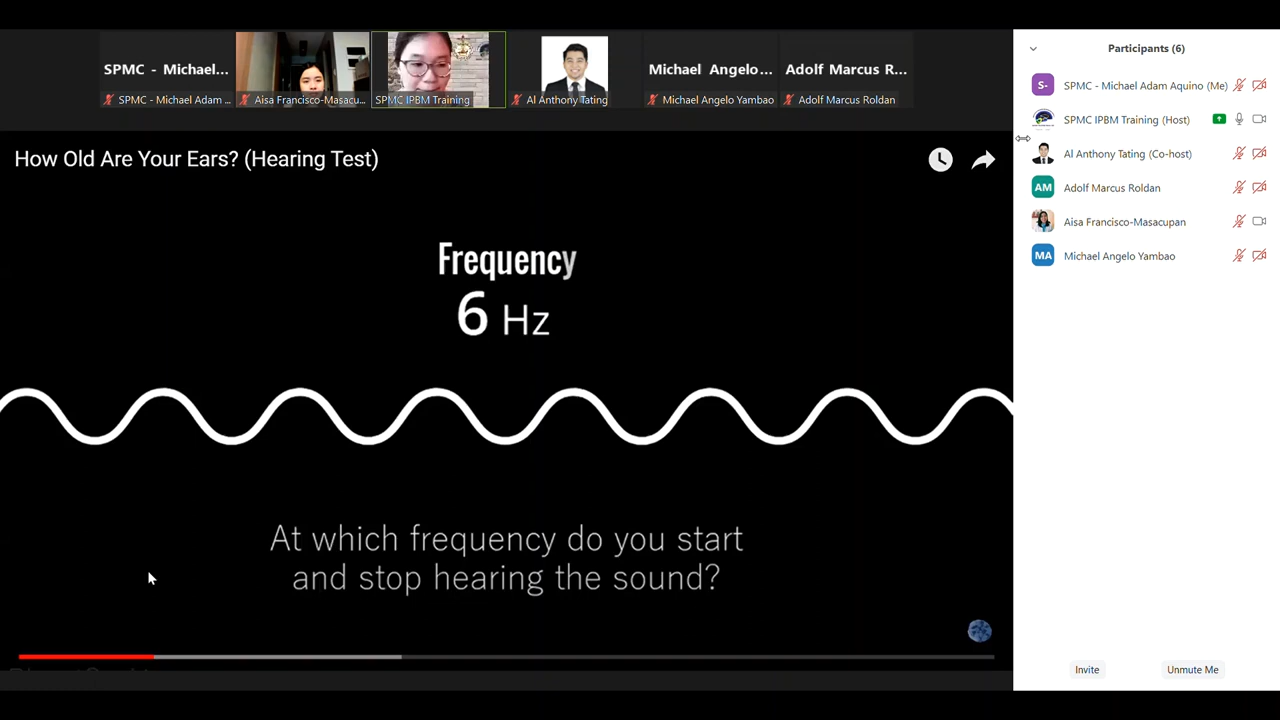 SPMC - Michael...
Michael Angelo...
Adolf Marcus R...
SPMC - Michael Adam ...
Aisa Francisco-Masacu...
SPMC IPBM Training
Al Anthony Tating
Michael Angelo Yambao
Adolf Marcus Roldan
How Old Are Your Ears? (Hearing Test)
Frequency
6 Hz
At which frequency do you start
and stop hearing the sound?
Participants (6)
S- SPMC - Michael Adam Aquino (Me)
SPMC IPBM Training (Host)
Al Anthony Tating (Co-host)
AM Adolf Marcus Roldan
Aisa Francisco-Masacupan
MA Michael Angelo Yambao
Invite
Unmute Me